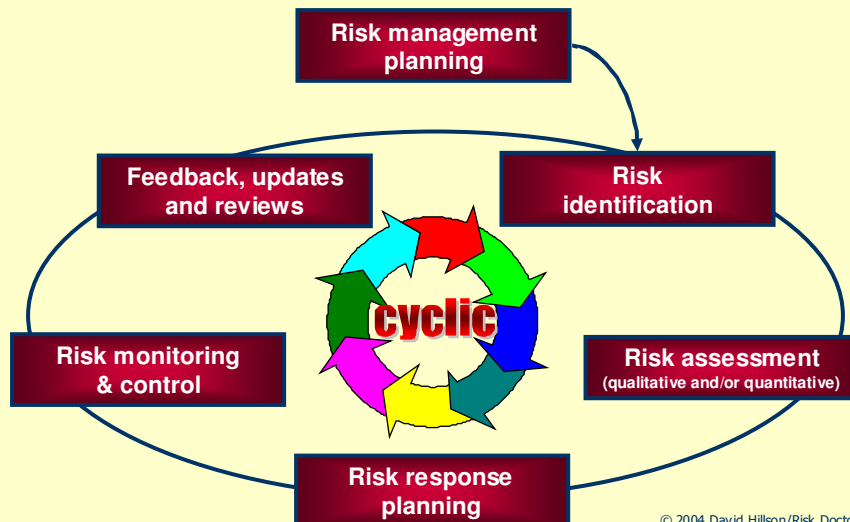 Risk management
planning
Feedback, updates
and reviews
Risk
identification
cyclic
Risk monitoring
& control
Risk assessment
(qualitative and/or quantitative)
Risk response
planning
© 2004 David Hillson/Risk Doct